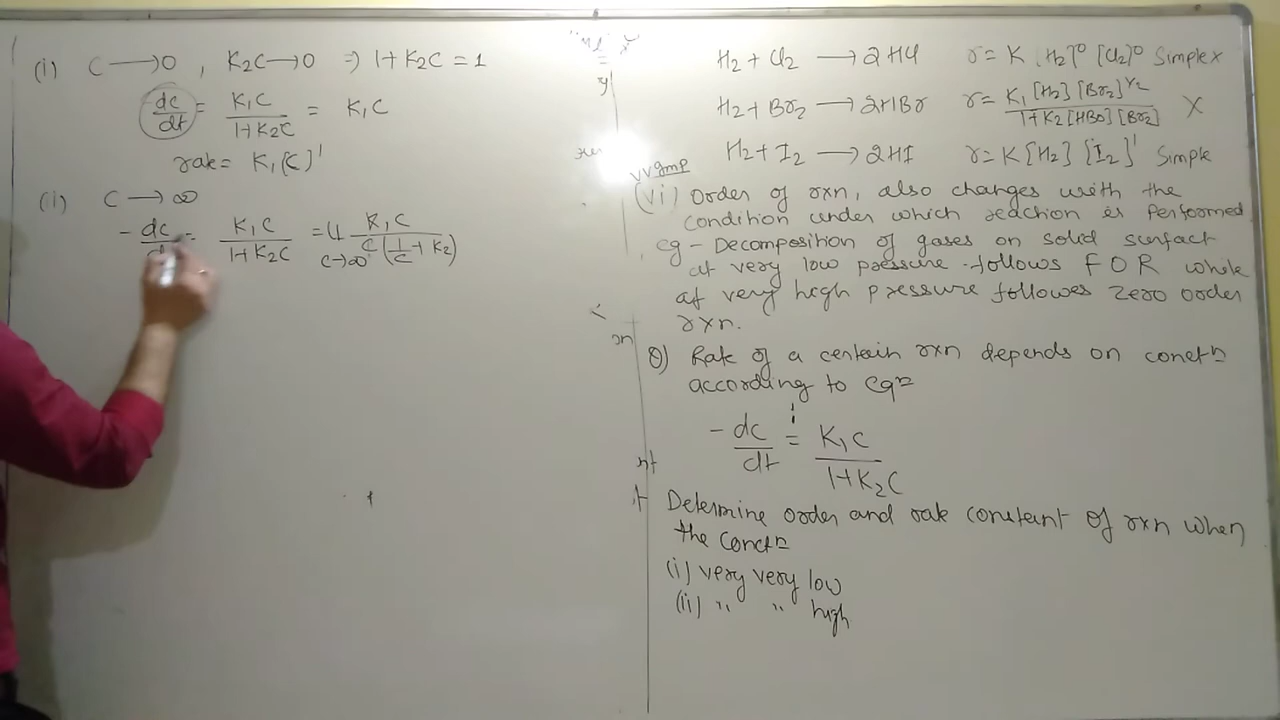 (i) C ⟶ 0 , K₂C ⟶ 0 ⇒ 1+K₂C = 1
dc/dt = K₁C/1+K₂C = K₁C
rate = K₁[C]¹
(ii) C ⟶ ∞
-dc/ = K₁C/1+K₂C = Lt C→∞ K₁C/C(1/C + K₂)
H₂ + Cl₂ ⟶ 2HCl r = K [H₂]⁰ [Cl₂]⁰ Simple x
H₂ + Br₂ ⟶ 2HBr r = K₁[H₂][Br₂]^1/2/1+K₂[HBr][Br₂] X
H₂ + I₂ ⟶ 2HI r = K[H₂] [I₂]¹ Simple
VVgmp
(vi) Order of rxn, also changes with the
condition under which reaction is Performed
eg - Decomposition of gases on solid surfact
at very low pressure follows F O R while
at very high pressure followes zero order
rxn.
Q) Rate of a certain rxn depends on conctn
according to eqn
-dc/dt = K₁C/1+K₂C
Determine order and rate constant of rxn when
the conctn
(i) very very low
(ii) " " high